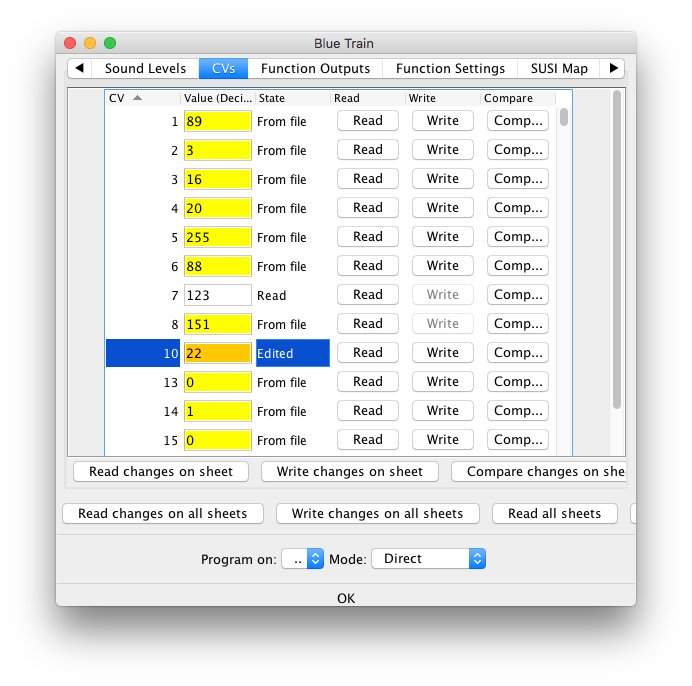 Blue Train
Sound Levels CVs Function Outputs Function Settings SUSI Map
CV Value (Deci... State Read Write Compare
1 89 From file Read Write Comp...
2 3 From file Read Write Comp...
3 16 From file Read Write Comp...
4 20 From file Read Write Comp...
5 255 From file Read Write Comp...
6 88 From file Read Write Comp...
7 123 Read Read Write Comp...
8 151 From file Read Write Comp...
10 22 Edited Read Write Comp...
13 0 From file Read Write Comp...
14 1 From file Read Write Comp...
15 0 From file Read Write Comp...
Read changes on sheet Write changes on sheet Compare changes on shee
Read changes on all sheets Write changes on all sheets Read all sheets
Program on: .. Mode: Direct
OK